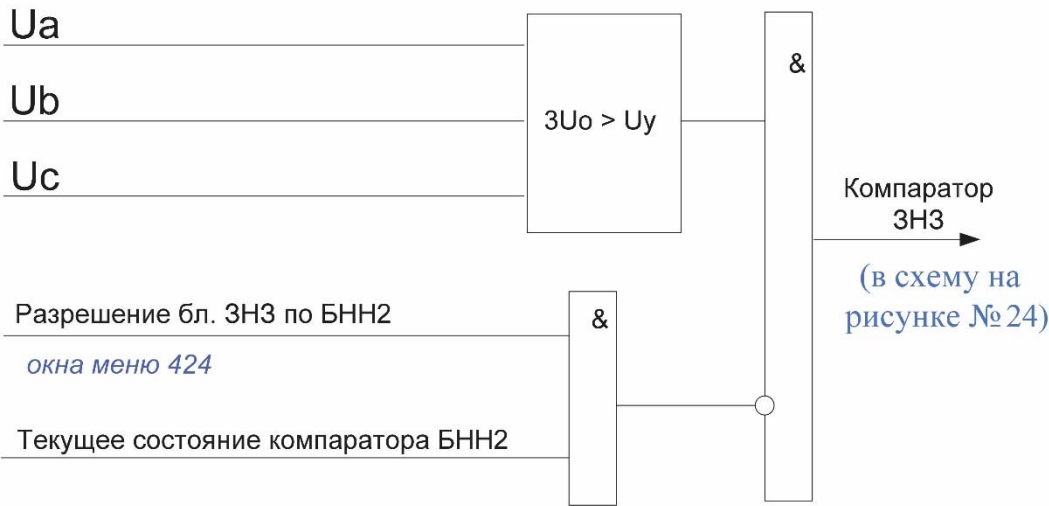 Ua
Ub
Uc
3Uo > Uy
&
Компаратор
ЗНЗ
(в схему на
рисунке №24)
Разрешение бл. ЗНЗ по БНН2
&
окна меню 424
Текущее состояние компаратора БНН2